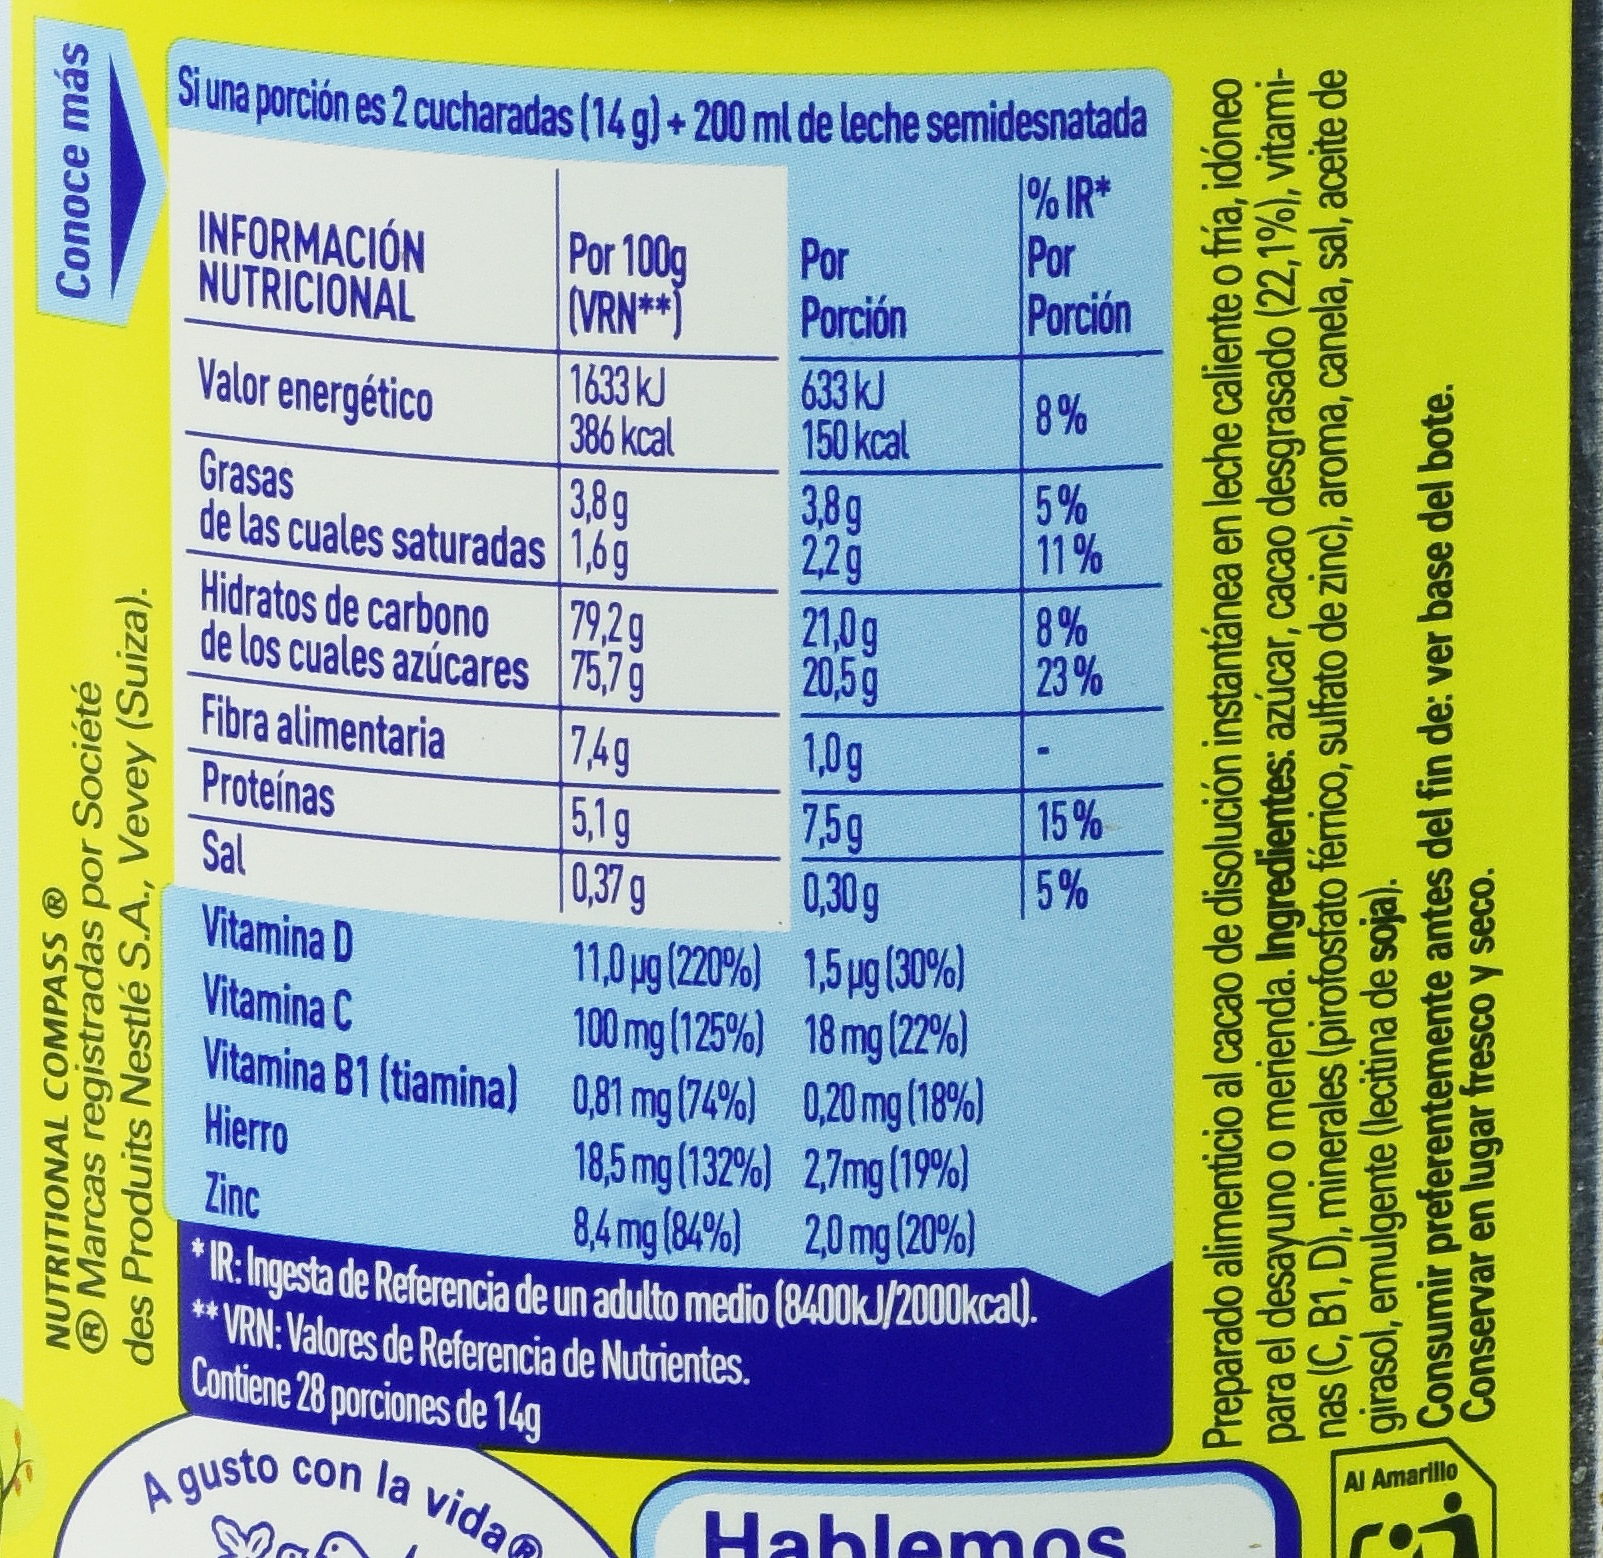 Conoce más
NUTRITIONAL COMPASS ®
® Marcas registradas por Société
des Produits Nestlé S.A., Vevey (Suiza).
Si una porción es 2 cucharadas (14 g) + 200 ml de leche semidesnatada
INFORMACIÓN NUTRICIONAL Por 100g (VRN**) Por Porción % IR* Por Porción
Valor energético 1633 kJ 386 kcal 633 kJ 150 kcal 8%
Grasas 3,8 g 3,8 g 5%
de las cuales saturadas 1,6 g 2,2 g 11%
Hidratos de carbono 79,2 g 21,0 g 8%
de los cuales azúcares 75,7 g 20,5 g 23%
Fibra alimentaria 7,4 g 1,0 g -
Proteínas 5,1 g 7,5 g 15%
Sal 0,37 g 0,30 g 5%
Vitamina D 11,0 µg (220%) 1,5 µg (30%)
Vitamina C 100 mg (125%) 18 mg (22%)
Vitamina B1 (tiamina) 0,81 mg (74%) 0,20 mg (18%)
Hierro 18,5 mg (132%) 2,7mg (19%)
Zinc 8,4 mg (84%) 2,0 mg (20%)
* IR: Ingesta de Referencia de un adulto medio (8400kJ/2000kcal).
** VRN: Valores de Referencia de Nutrientes.
Contiene 28 porciones de 14g
A gusto con la vida®
Hablemos
Preparado alimenticio al cacao de disolución instantánea en leche caliente o fría, idóneo
para el desayuno o merienda. Ingredientes: azúcar, cacao desgrasado (22,1%), vitami-
nas (C, B1, D), minerales (pirofosfato férrico, sulfato de zinc), aroma, canela, sal, aceite de
girasol, emulgente (lecitina de soja).
Consumir preferentemente antes del fin de: ver base del bote.
Conservar en lugar fresco y seco.
Al Amarillo